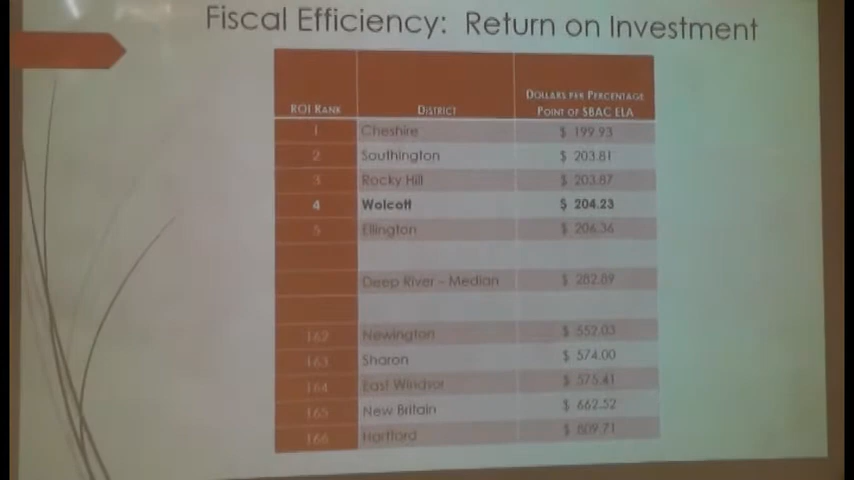 Fiscal Efficiency: Return on Investment
ROI Rank District Dollars per Percentage Point of SBAC ELA
1 Cheshire $ 199.93
2 Southington $ 203.81
3 Rocky Hill $ 203.87
4 Wolcott $ 204.23
5 Ellington $ 206.36
Deep River – Median $ 282.89
162 Newington $ 552.03
163 Sharon $ 574.00
164 East Windsor $ 575.41
165 New Britain $ 662.52
166 Hartford $ 809.71